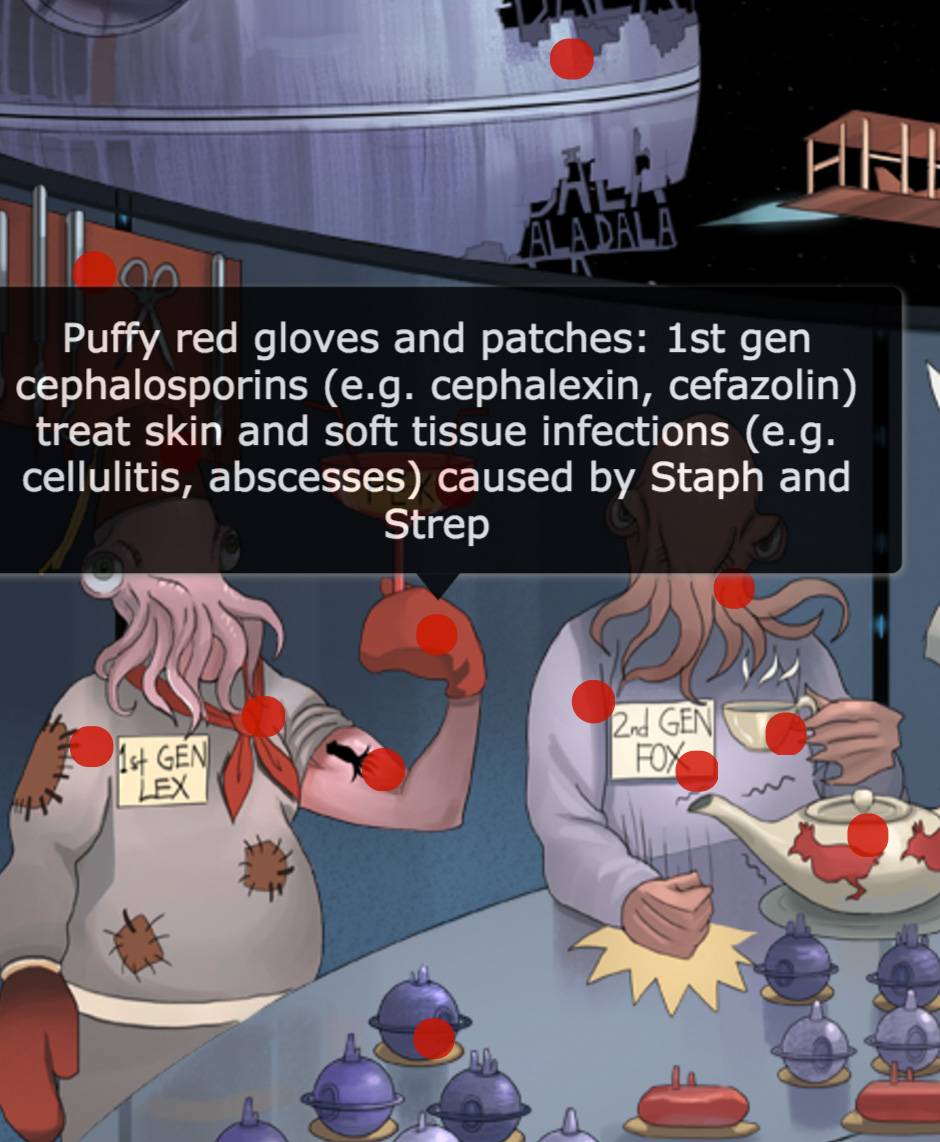 DALA
ALADALA
Puffy red gloves and patches: 1st gen
cephalosporins (e.g. cephalexin, cefazolin)
treat skin and soft tissue infections (e.g.
cellulitis, abscesses) caused by Staph and
Strep
1st GEN
LEX
2nd GEN
FOX